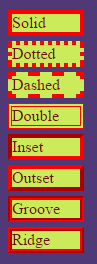 Solid
Dotted
Dashed
Double
Inset
Outset
Groove
Ridge